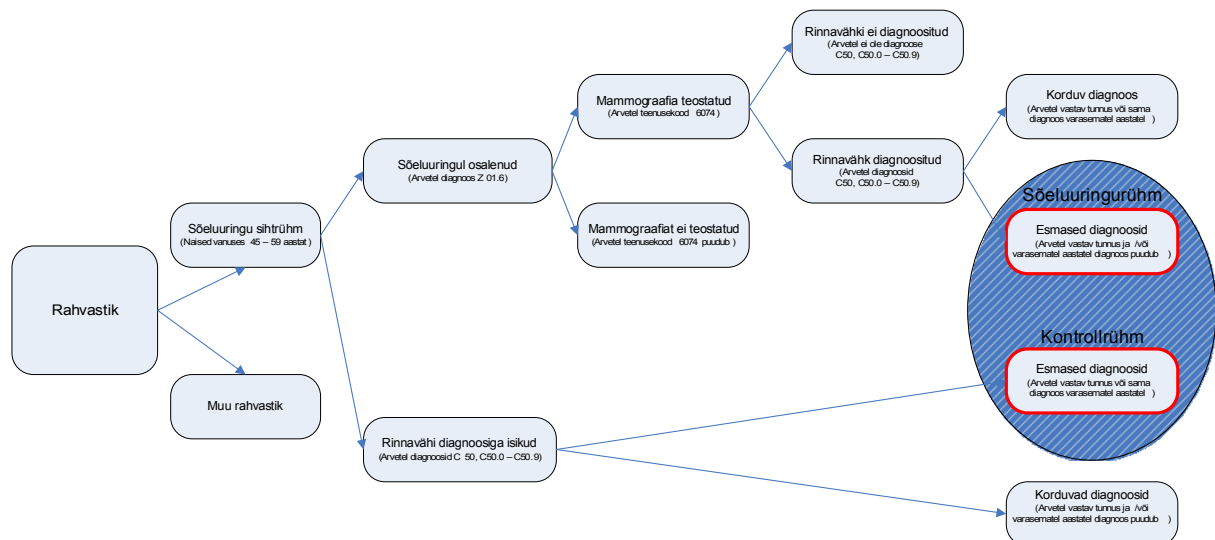 Rahvastik
Sõeluuringu sihtrühm
(Naised vanuses 45 – 59 aastat)
Muu rahvastik
Sõeluuringul osalenud
(Arvetel diagnoos Z 01.6)
Rinnavähi diagnoosiga isikud
(Arvetel diagnoosid C 50, C50.0 – C50.9)
Mammograafia teostatud
(Arvetel teenusekood 6074 )
Mammograafiat ei teostatud
(Arvetel teenusekood 6074 puudub )
Rinnavähki ei diagnoositud
(Arvetel ei ole diagnoose
C50, C50.0 – C50.9)
Rinnavähk diagnoositud
(Arvetel diagnoosid
C50, C50.0 – C50.9)
Korduv diagnoos
(Arvetel vastav tunnus või sama
diagnoos varasematel aastatel )
Sõeluuringurühm
Esmased diagnoosid
(Arvetel vastav tunnus ja /või
varasematel aastatel diagnoos puudub )
Kontrollrühm
Esmased diagnoosid
(Arvetel vastav tunnus või sama
diagnoos varasematel aastatel )
Korduvad diagnoosid
(Arvetel vastav tunnus ja /või
varasematel aastatel diagnoos puudub )